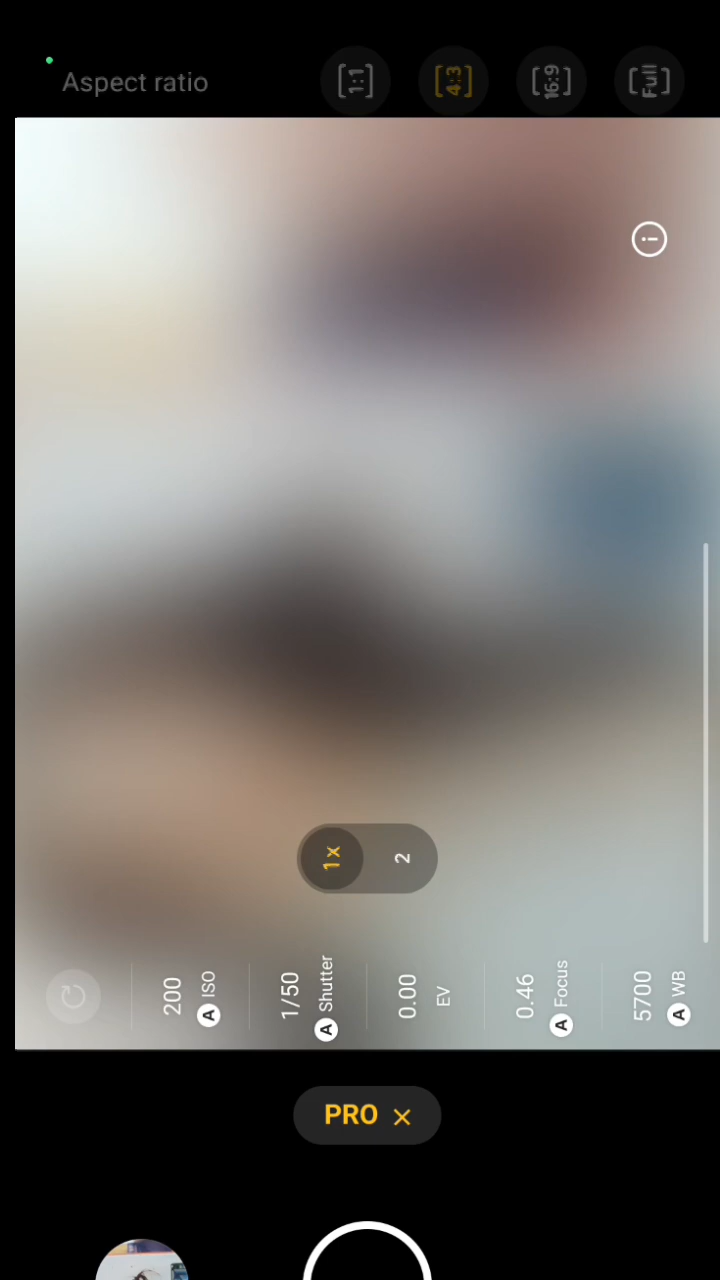 Aspect ratio
1:1
4:3
16:9
Full
1x
2
200
A ISO
1/50
A Shutter
0.00
EV
0.46
A Focus
5700
A WB
PRO ×